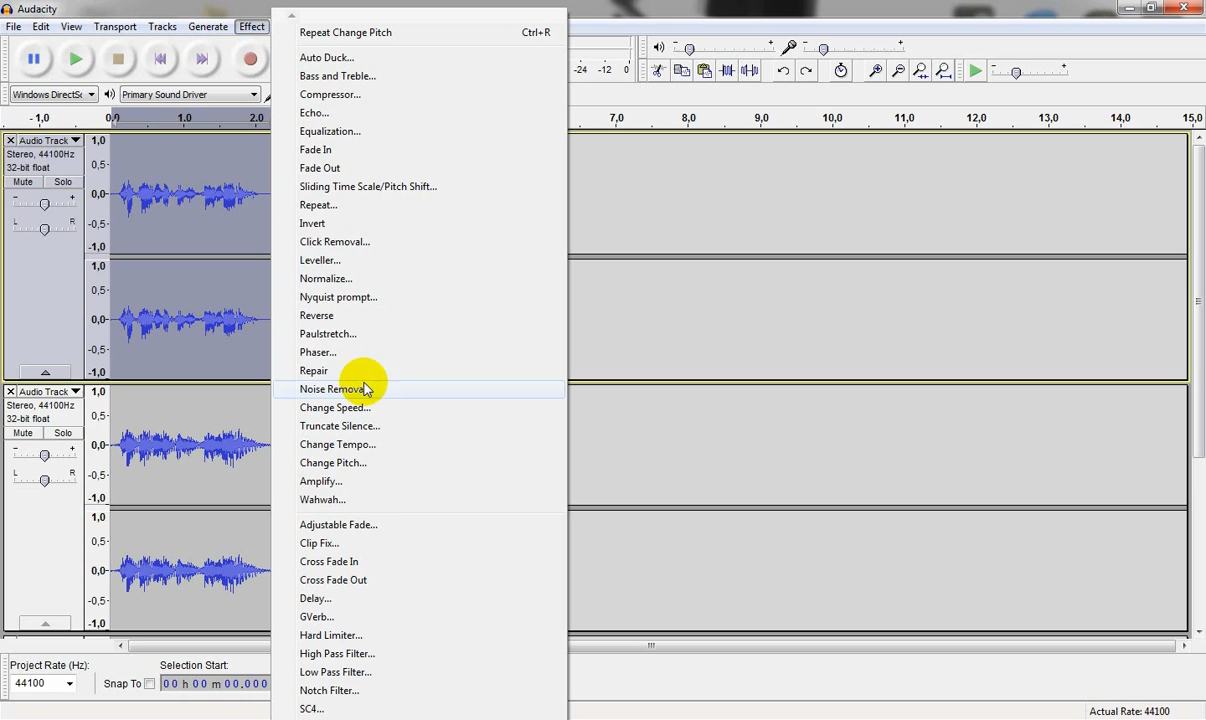 Audacity
File Edit View Transport Tracks Generate Effect
Repeat Change Pitch Ctrl+R
Auto Duck...
Bass and Treble...
Compressor...
Echo...
Equalization...
Fade In
Fade Out
Sliding Time Scale/Pitch Shift...
Repeat...
Invert
Click Removal...
Leveller...
Normalize...
Nyquist prompt...
Reverse
Paulstretch...
Phaser...
Repair
Noise Removal
Change Speed...
Truncate Silence...
Change Tempo...
Change Pitch...
Amplify...
Wahwah...
Adjustable Fade...
Clip Fix...
Cross Fade In
Cross Fade Out
Delay...
GVerb...
Hard Limiter...
High Pass Filter...
Low Pass Filter...
Notch Filter...
SC4...
-24 -12 0
Windows DirectSo Primary Sound Driver
- 1,0 0,0 1,0 2,0 7,0 8,0 9,0 10,0 11,0 12,0 13,0 14,0 15,0
Audio Track
Stereo, 44100Hz
32-bit float
Mute Solo
- +
L R
1,0
0,5-
0,0-
-0,5-
-1,0
1,0
0,5-
0,0-
-0,5-
-1,0
Audio Track
Stereo, 44100Hz
32-bit float
Mute Solo
- +
L R
1,0
0,5-
0,0-
-0,5-
-1,0
1,0
0,5-
0,0-
-0,5-
-1,0
Project Rate (Hz): Selection Start:
44100 Snap To 00 h 00 m 00.000
Actual Rate: 44100